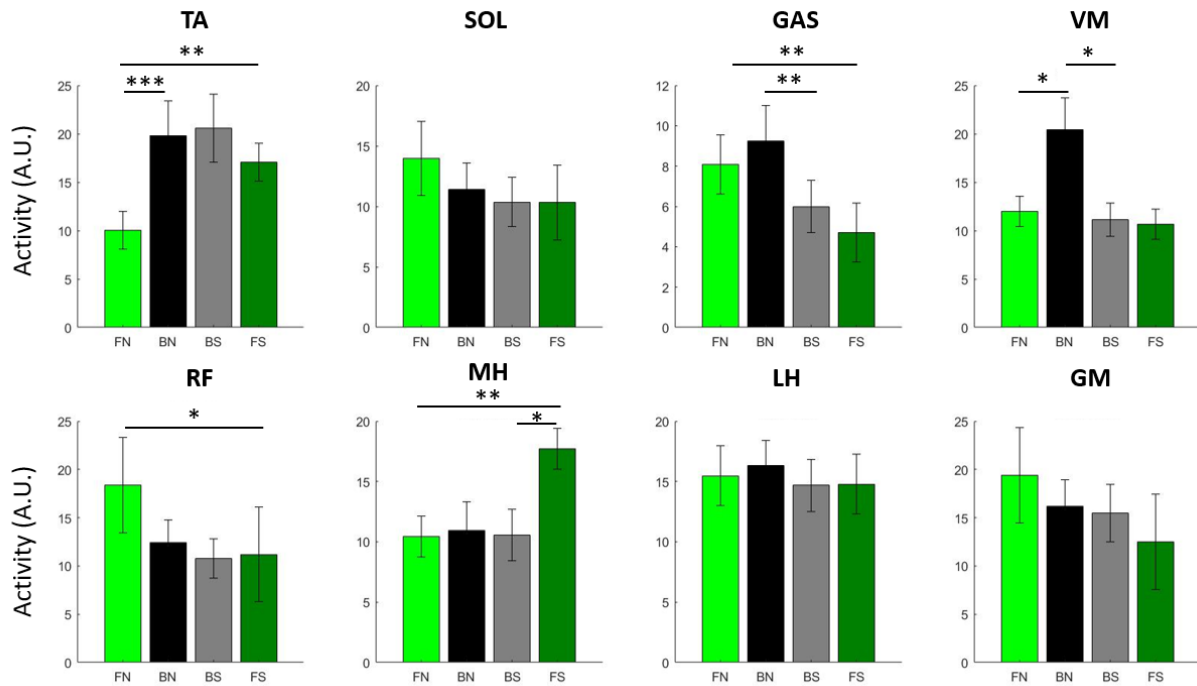 TA SOL GAS VM
** ** *
*** ** *
Activity (A.U.)
25 20 15 10 5 0
20 15 10 5 0
12 10 8 6 4 2 0
25 20 15 10 5 0
FN BN BS FS FN BN BS FS FN BN BS FS FN BN BS FS
RF MH LH GM
* ** *
Activity (A.U.)
25 20 15 10 5 0
20 15 10 5 0
20 15 10 5 0
25 20 15 10 5 0
FN BN BS FS FN BN BS FS FN BN BS FS FN BN BS FS